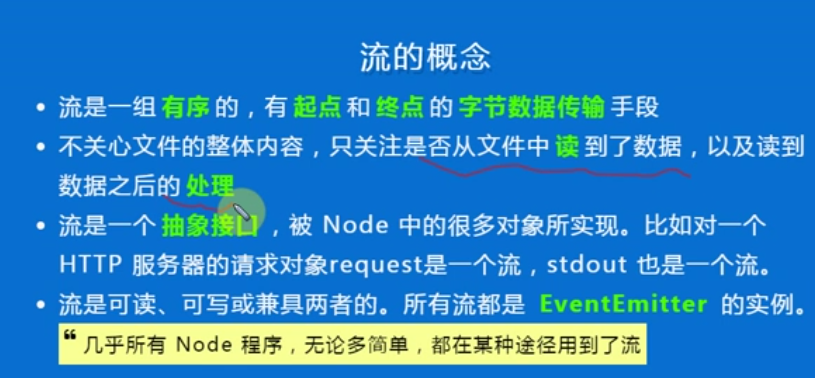 流的概念
• 流是一组 有序 的，有 起点 和 终点 的 字节数据传输 手段
• 不关心文件的整体内容，只关注是否从文件中 读 到了数据，以及读到
数据之后的 处理
• 流是一个 抽象接口，被 Node 中的很多对象所实现。比如对一个
HTTP 服务器的请求对象request是一个流，stdout 也是一个流。
• 流是可读、可写或兼具两者的。所有流都是 EventEmitter 的实例。
“ 几乎所有 Node 程序，无论多简单，都在某种途径用到了流